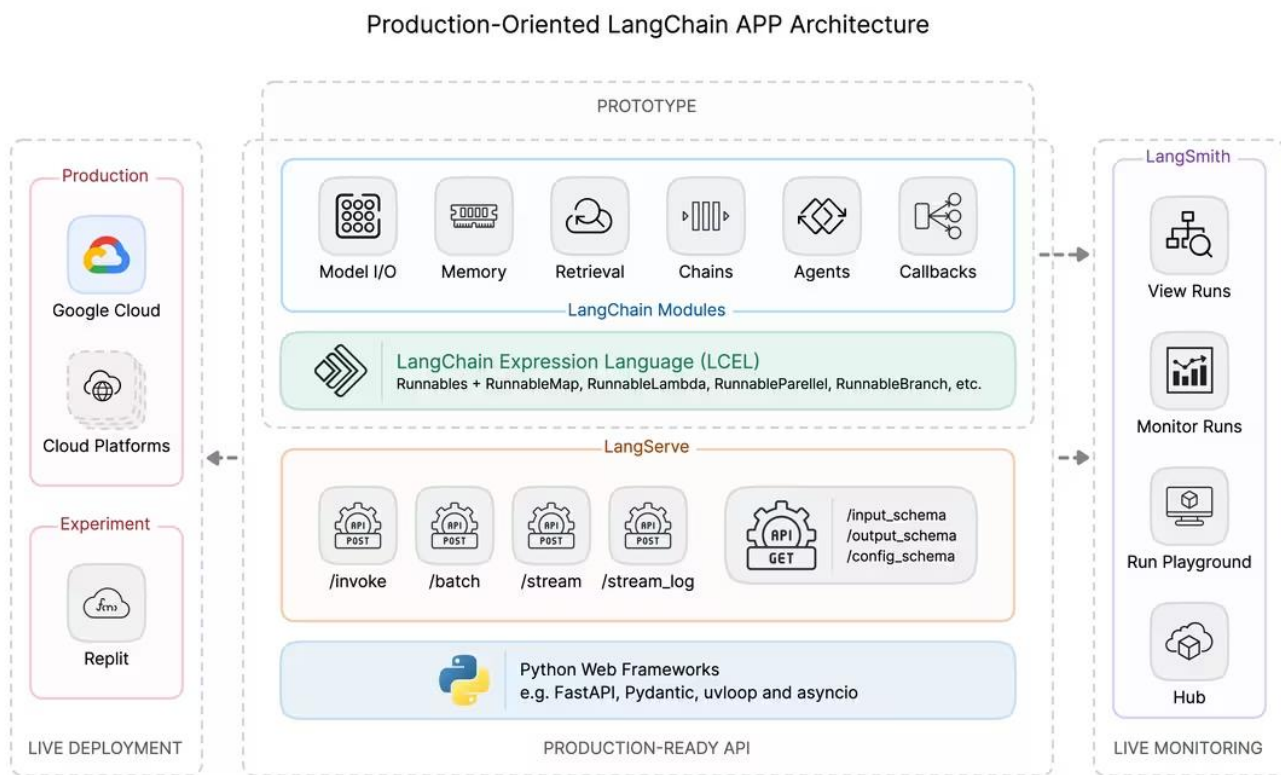 Production-Oriented LangChain APP Architecture
PROTOTYPE
Production
Google Cloud
Cloud Platforms
Experiment
Replit
LIVE DEPLOYMENT
Model I/O
Memory
Retrieval
Chains
Agents
Callbacks
LangChain Modules
LangChain Expression Language (LCEL)
Runnables + RunnableMap, RunnableLambda, RunnableParellel, RunnableBranch, etc.
LangServe
API
POST
/invoke
API
POST
/batch
API
POST
/stream
API
POST
/stream_log
API
GET
/input_schema
/output_schema
/config_schema
Python Web Frameworks
e.g. FastAPI, Pydantic, uvloop and asyncio
PRODUCTION-READY API
LangSmith
View Runs
Monitor Runs
Run Playground
Hub
LIVE MONITORING